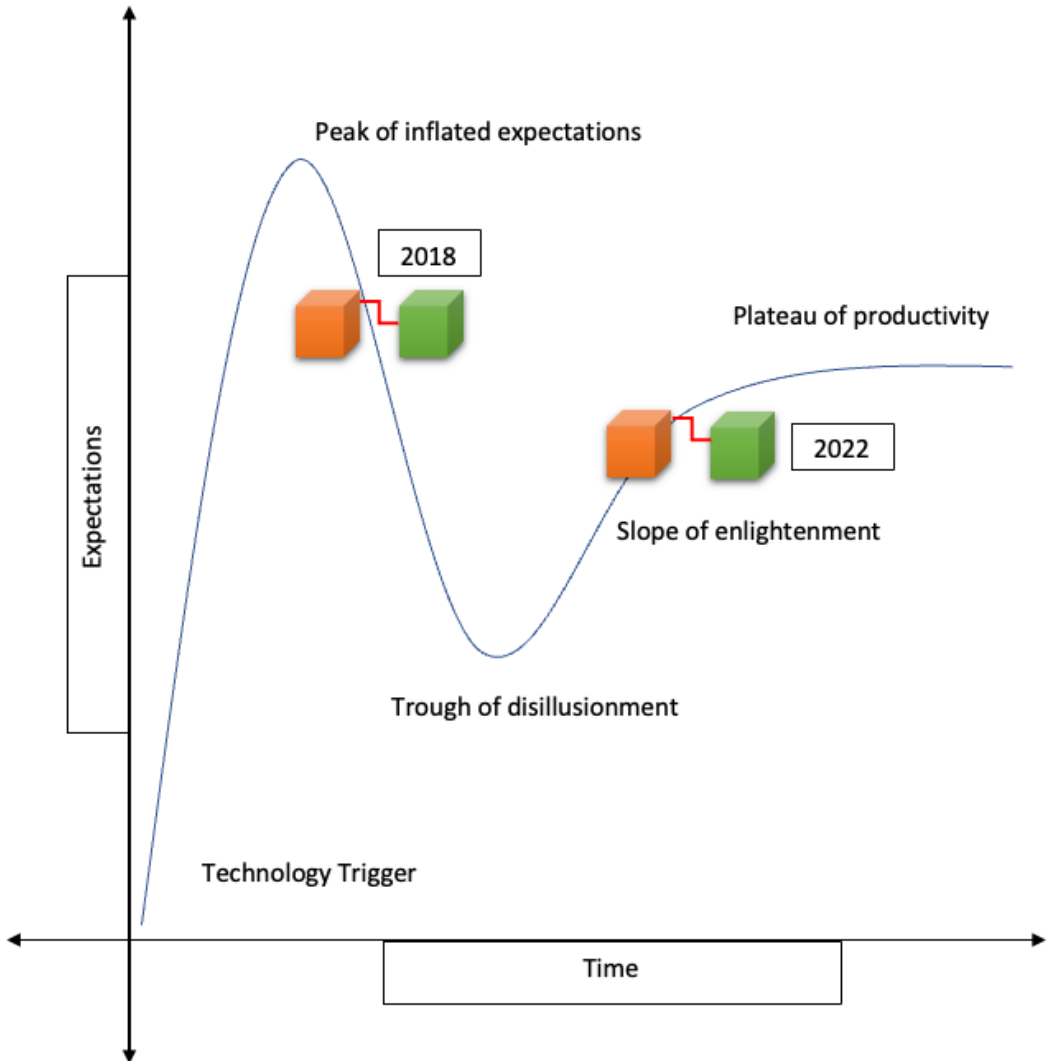 Peak of inflated expectations
2018
Plateau of productivity
Expectations
2022
Slope of enlightenment
Trough of disillusionment
Technology Trigger
Time